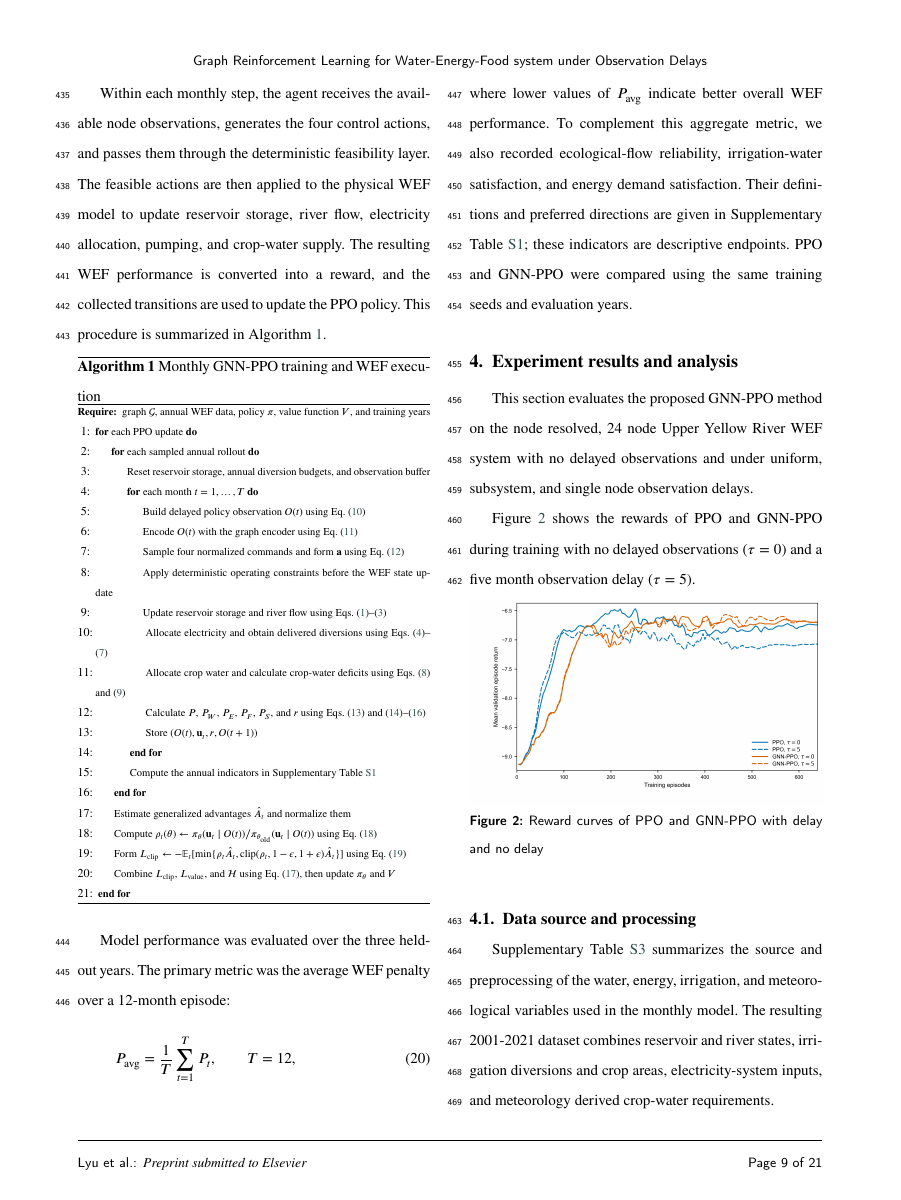 Graph Reinforcement Learning for Water-Energy-Food system under Observation Delays
435 Within each monthly step, the agent receives the avail-
436 able node observations, generates the four control actions,
437 and passes them through the deterministic feasibility layer.
438 The feasible actions are then applied to the physical WEF
439 model to update reservoir storage, river flow, electricity
440 allocation, pumping, and crop-water supply. The resulting
441 WEF performance is converted into a reward, and the
442 collected transitions are used to update the PPO policy. This
443 procedure is summarized in Algorithm 1.
Algorithm 1 Monthly GNN-PPO training and WEF execu-
tion
Require: graph 𝒢, annual WEF data, policy π, value function V, and training years
1: for each PPO update do
2: for each sampled annual rollout do
3: Reset reservoir storage, annual diversion budgets, and observation buffer
4: for each month t = 1, … , T do
5: Build delayed policy observation O(t) using Eq. (10)
6: Encode O(t) with the graph encoder using Eq. (11)
7: Sample four normalized commands and form a using Eq. (12)
8: Apply deterministic operating constraints before the WEF state up-
date
9: Update reservoir storage and river flow using Eqs. (1)–(3)
10: Allocate electricity and obtain delivered diversions using Eqs. (4)–
(7)
11: Allocate crop water and calculate crop-water deficits using Eqs. (8)
and (9)
12: Calculate P, P_W, P_E, P_F, P_S, and r using Eqs. (13) and (14)–(16)
13: Store (O(t), u_t, r, O(t + 1))
14: end for
15: Compute the annual indicators in Supplementary Table S1
16: end for
17: Estimate generalized advantages Â_t and normalize them
18: Compute ρ_t(θ) ← π_θ(u_t ∣ O(t))/π_θ_old(u_t ∣ O(t)) using Eq. (18)
19: Form L_clip ← −𝔼_t[min{ρ_t Â_t, clip(ρ_t, 1 − ϵ, 1 + ϵ)Â_t}] using Eq. (19)
20: Combine L_clip, L_value, and ℋ using Eq. (17), then update π_θ and V
21: end for
444 Model performance was evaluated over the three held-
445 out years. The primary metric was the average WEF penalty
446 over a 12-month episode:
P_avg = 1/T ∑_{t=1}^{T} P_t, T = 12, (20)
447 where lower values of P_avg indicate better overall WEF
448 performance. To complement this aggregate metric, we
449 also recorded ecological-flow reliability, irrigation-water
450 satisfaction, and energy demand satisfaction. Their defini-
451 tions and preferred directions are given in Supplementary
452 Table S1; these indicators are descriptive endpoints. PPO
453 and GNN-PPO were compared using the same training
454 seeds and evaluation years.
455 4. Experiment results and analysis
456 This section evaluates the proposed GNN-PPO method
457 on the node resolved, 24 node Upper Yellow River WEF
458 system with no delayed observations and under uniform,
459 subsystem, and single node observation delays.
460 Figure 2 shows the rewards of PPO and GNN-PPO
461 during training with no delayed observations (τ = 0) and a
462 five month observation delay (τ = 5).
−6.5
−7.0
−7.5
−8.0
−8.5
−9.0
Mean validation episode return
0 100 200 300 400 500 600
Training episodes
PPO, τ = 0
PPO, τ = 5
GNN-PPO, τ = 0
GNN-PPO, τ = 5
Figure 2: Reward curves of PPO and GNN-PPO with delay
and no delay
463 4.1. Data source and processing
464 Supplementary Table S3 summarizes the source and
465 preprocessing of the water, energy, irrigation, and meteoro-
466 logical variables used in the monthly model. The resulting
467 2001-2021 dataset combines reservoir and river states, irri-
468 gation diversions and crop areas, electricity-system inputs,
469 and meteorology derived crop-water requirements.
Lyu et al.: Preprint submitted to Elsevier
Page 9 of 21